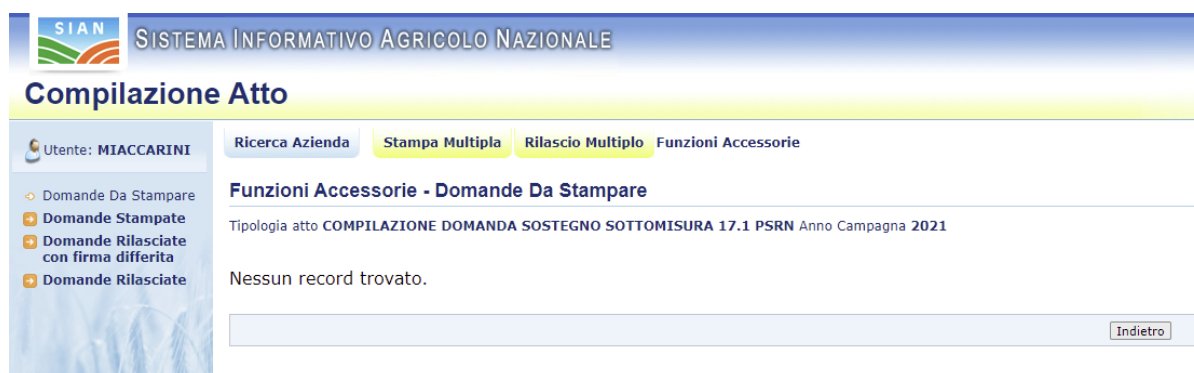 SIAN
SISTEMA INFORMATIVO AGRICOLO NAZIONALE
Compilazione Atto
Utente: MIACCARINI
Ricerca Azienda Stampa Multipla Rilascio Multiplo Funzioni Accessorie
Domande Da Stampare
Domande Stampate
Domande Rilasciate
con firma differita
Domande Rilasciate
Funzioni Accessorie - Domande Da Stampare
Tipologia atto COMPILAZIONE DOMANDA SOSTEGNO SOTTOMISURA 17.1 PSRN Anno Campagna 2021
Nessun record trovato.
Indietro